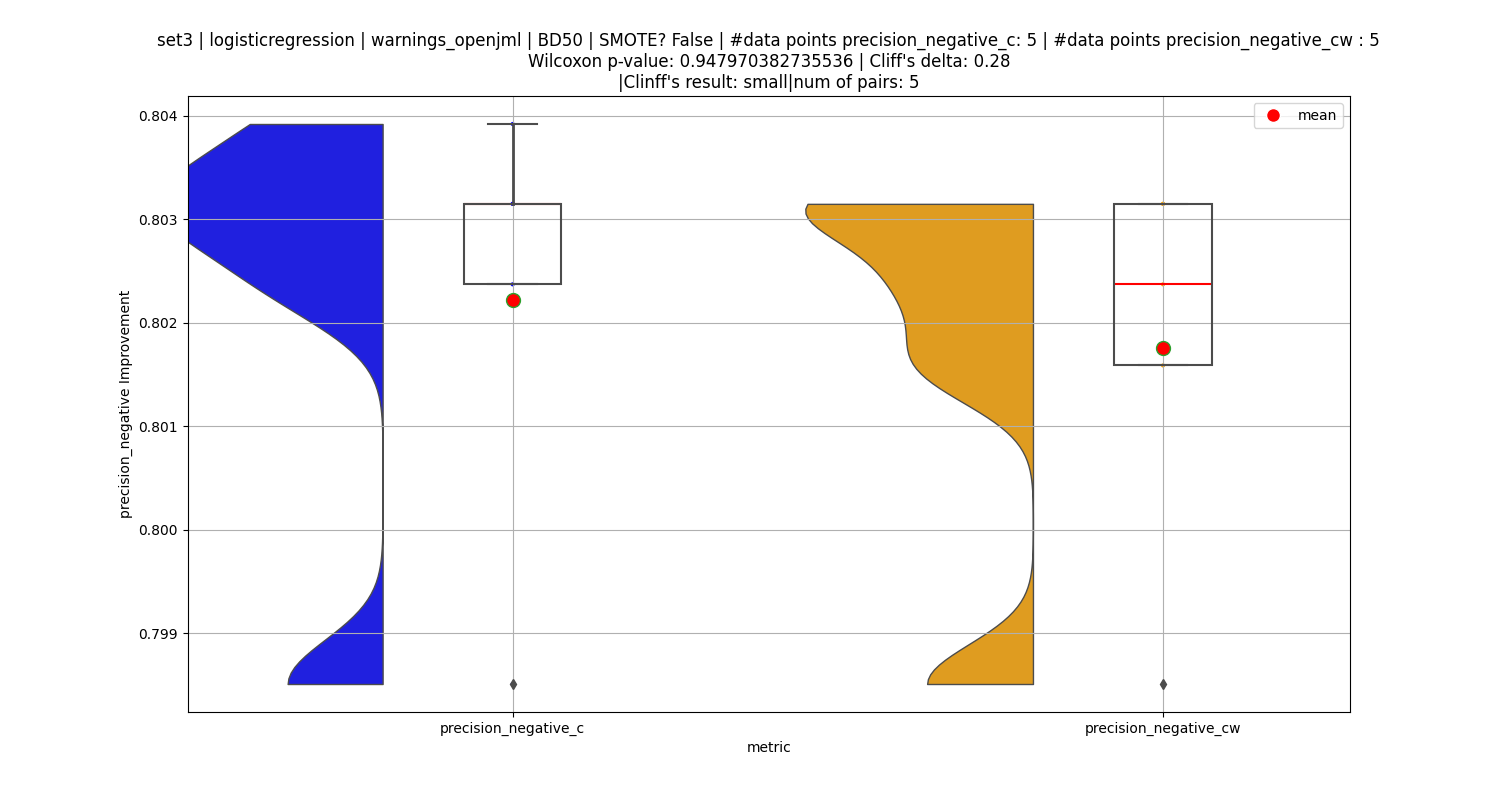 set3 | logisticregression | warnings_openjml | BD50 | SMOTE? False | #data points precision_negative_c: 5 | #data points precision_negative_cw : 5
Wilcoxon p-value: 0.947970382735536 | Cliff's delta: 0.28
|Clinff's result: small|num of pairs: 5
mean
0.804
0.803
0.802
0.801
0.800
0.799
precision_negative Improvement
precision_negative_c
precision_negative_cw
metric